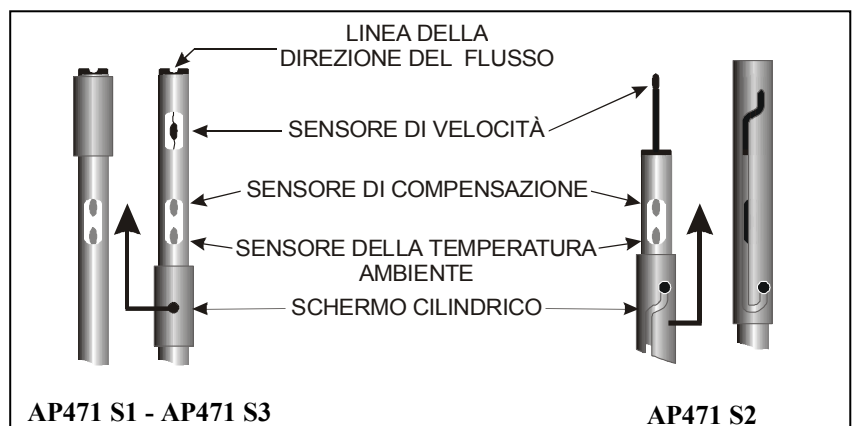 LINEA DELLA
DIREZIONE DEL FLUSSO
SENSORE DI VELOCITÀ
SENSORE DI COMPENSAZIONE
SENSORE DELLA TEMPERATURA
AMBIENTE
SCHERMO CILINDRICO
AP471 S1 - AP471 S3
AP471 S2